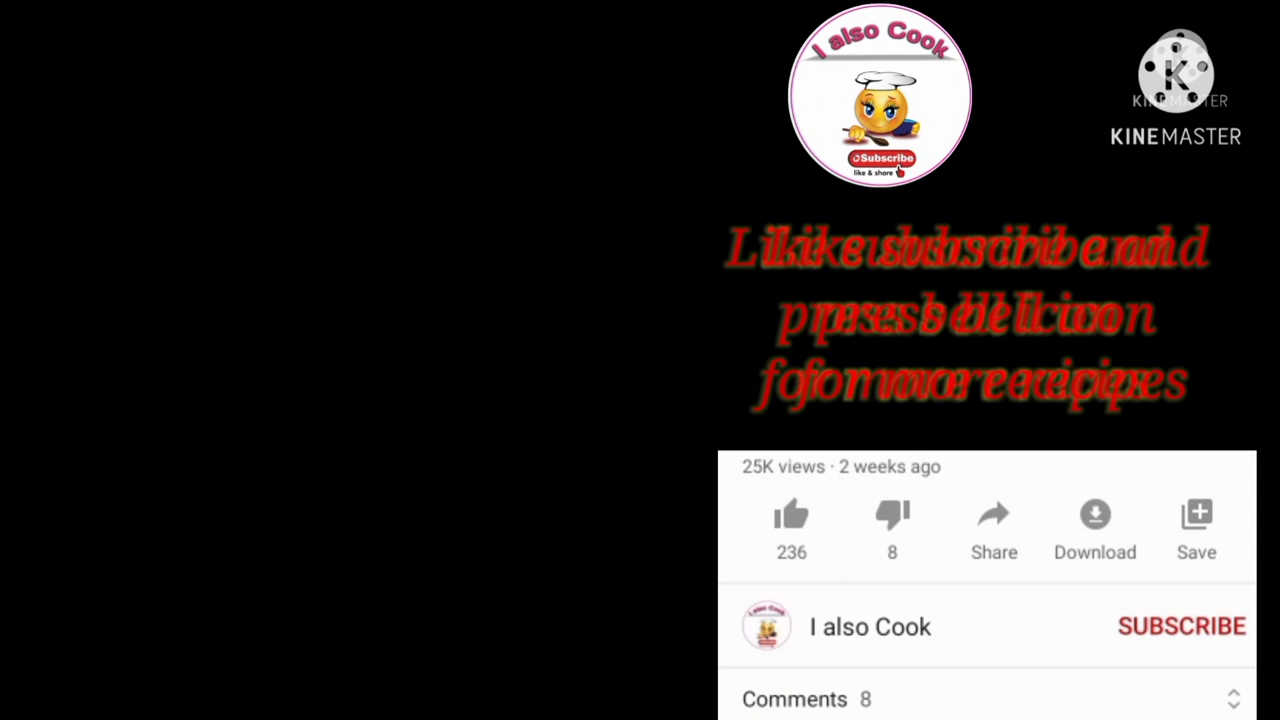 I also Cook
Subscribe
like & share
KINEMASTER
KINEMASTER
Like subscribe and
press bell icon
for more recipes
25K views · 2 weeks ago
236
8
Share
Download
Save
I also Cook
SUBSCRIBE
Comments 8